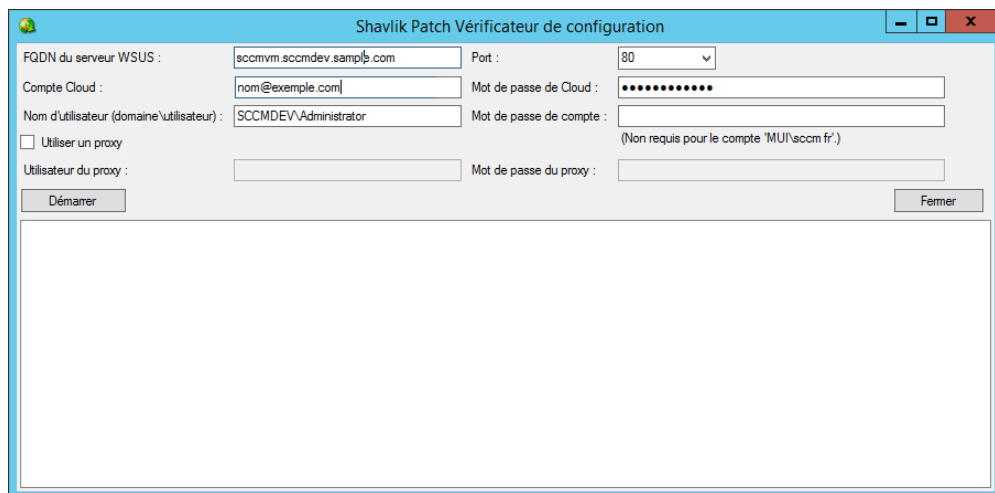 Shavlik Patch Vérificateur de configuration
FQDN du serveur WSUS : sccmvm.sccmdev.sample.com Port : 80
Compte Cloud : nom@exemple.com Mot de passe de Cloud : ●●●●●●●●●●●●
Nom d'utilisateur (domaine\utilisateur) : SCCMDEV\Administrator Mot de passe de compte :
Utiliser un proxy (Non requis pour le compte 'MUI\sccm fr'.)
Utilisateur du proxy : Mot de passe du proxy :
Démarrer Fermer